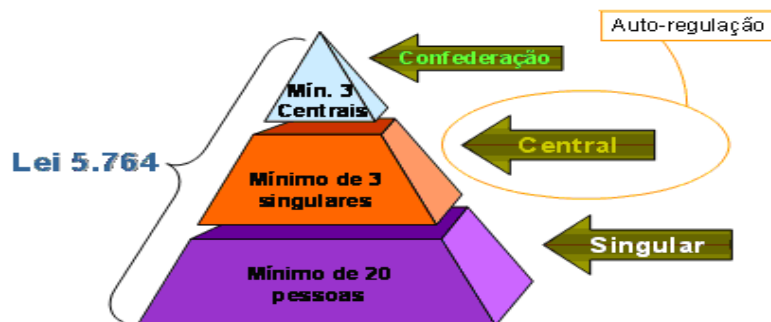 Auto-regulação
Confederação
Mín. 3
Centrais
Central
Lei 5.764
Mínimo de 3
singulares
Singular
Mínimo de 20
pessoas